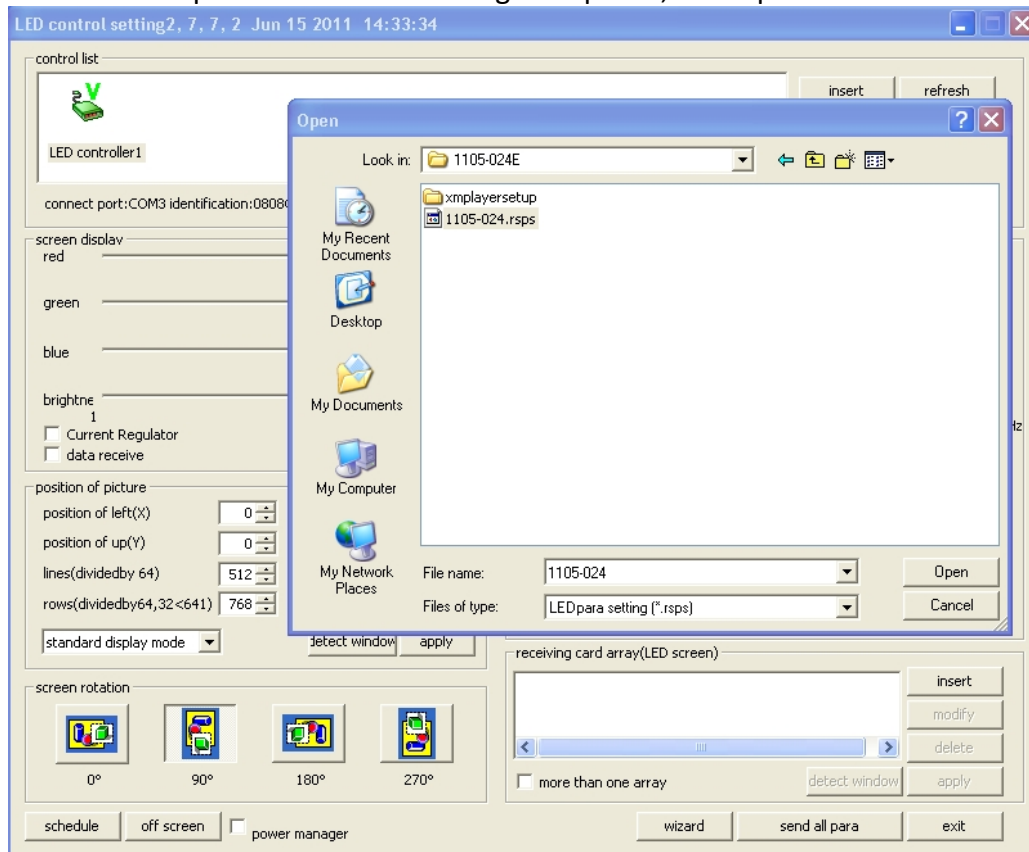 LED control setting2, 7, 7, 2 Jun 15 2011 14:33:34
control list
insert refresh
LED controller1
connect port:COM3 identification:0808
Open
Look in: 1105-024E
xmplayersetup
1105-024.rsps
My Recent
Documents
Desktop
My Documents
My Computer
My Network
Places
File name: 1105-024 Open
Files of type: LEDpara setting (*.rsps) Cancel
screen display
red
green
blue
brightne
1
Current Regulator
data receive
Hz
position of picture
position of left(X) 0
position of up(Y) 0
lines(dividedby 64) 512
rows(dividedby64,32<641) 768
standard display mode detect window apply
screen rotation
0° 90° 180° 270°
receiving card array(LED screen)
insert
modify
delete
more than one array detect window apply
schedule off screen power manager wizard send all para exit